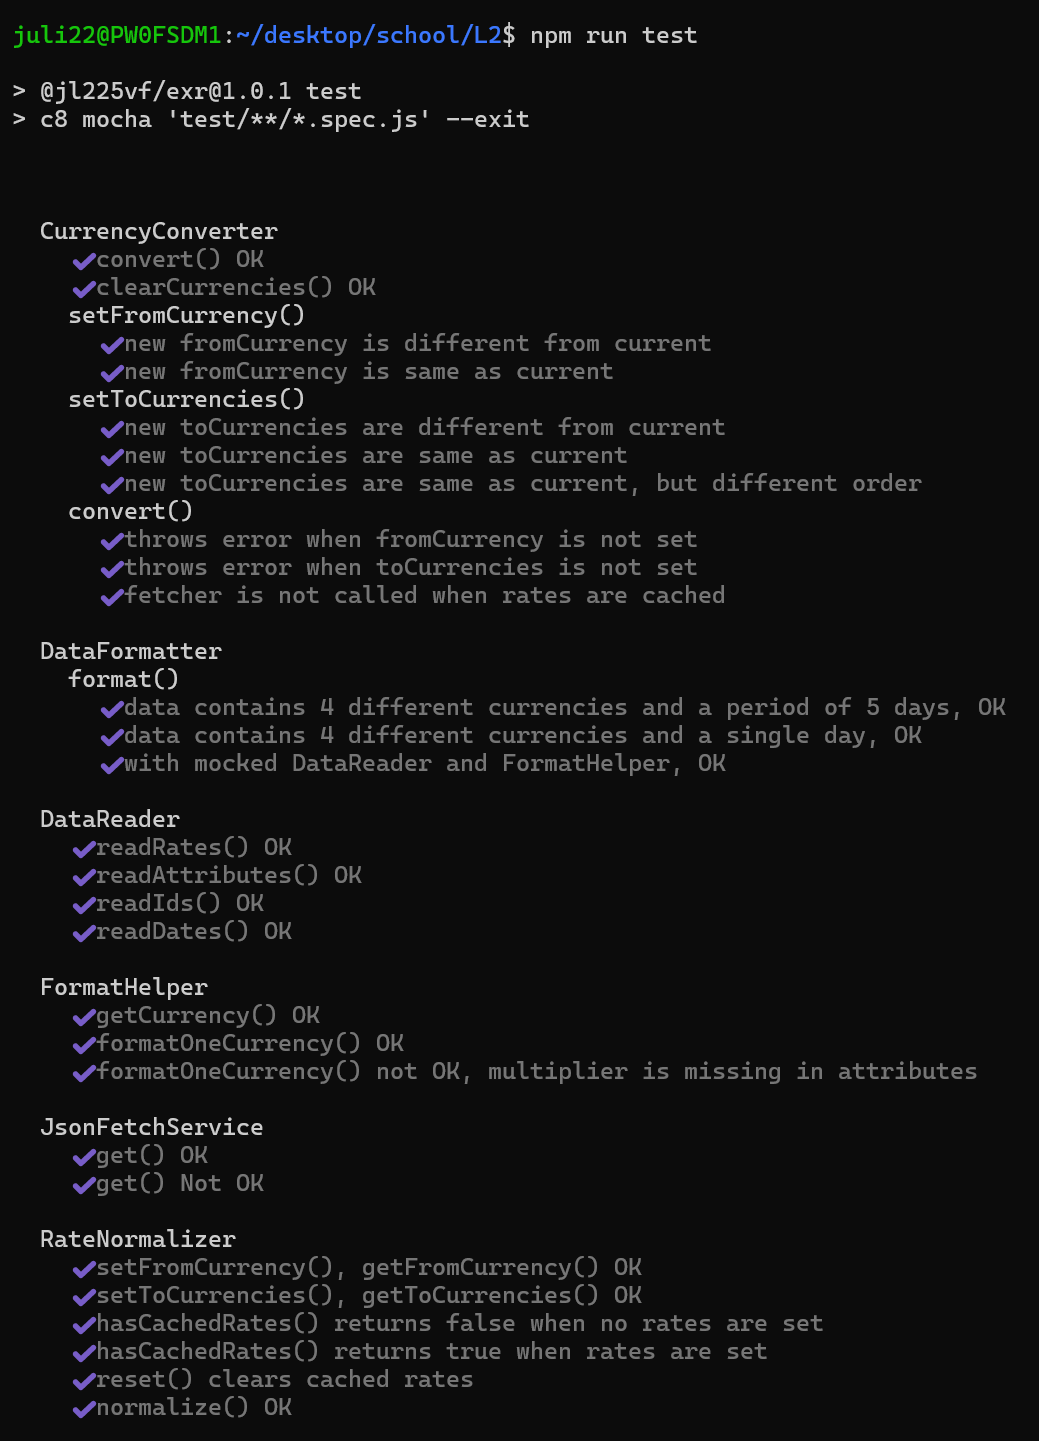 juli22@PW0FSDM1:~/desktop/school/L2$ npm run test
> @jl225vf/exr@1.0.1 test
> c8 mocha 'test/**/*.spec.js' --exit
CurrencyConverter
✔convert() OK
✔clearCurrencies() OK
setFromCurrency()
✔new fromCurrency is different from current
✔new fromCurrency is same as current
setToCurrencies()
✔new toCurrencies are different from current
✔new toCurrencies are same as current
✔new toCurrencies are same as current, but different order
convert()
✔throws error when fromCurrency is not set
✔throws error when toCurrencies is not set
✔fetcher is not called when rates are cached
DataFormatter
format()
✔data contains 4 different currencies and a period of 5 days, OK
✔data contains 4 different currencies and a single day, OK
✔with mocked DataReader and FormatHelper, OK
DataReader
✔readRates() OK
✔readAttributes() OK
✔readIds() OK
✔readDates() OK
FormatHelper
✔getCurrency() OK
✔formatOneCurrency() OK
✔formatOneCurrency() not OK, multiplier is missing in attributes
JsonFetchService
✔get() OK
✔get() Not OK
RateNormalizer
✔setFromCurrency(), getFromCurrency() OK
✔setToCurrencies(), getToCurrencies() OK
✔hasCachedRates() returns false when no rates are set
✔hasCachedRates() returns true when rates are set
✔reset() clears cached rates
✔normalize() OK